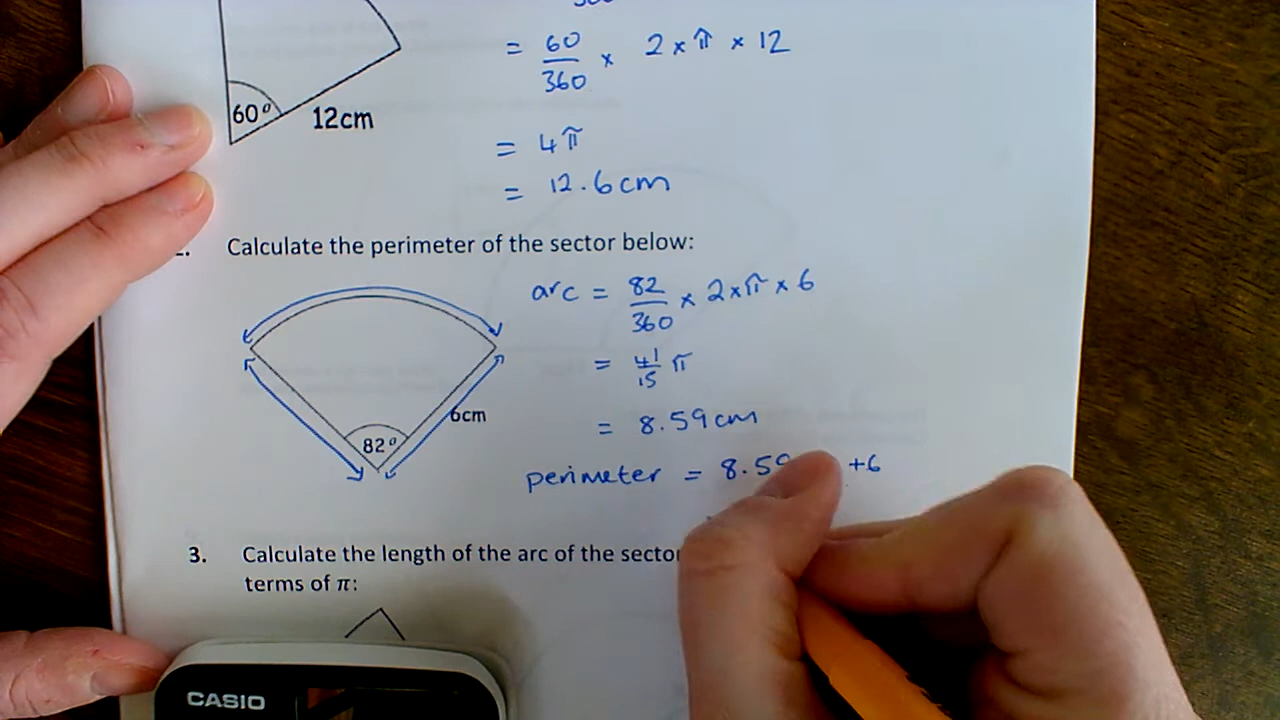 = 60/360 × 2 × π × 12
60° 12cm
= 4π
= 12.6cm
Calculate the perimeter of the sector below:
arc = 82/360 × 2 × π × 6
= 41/15 π
= 8.59cm
6cm
82°
perimeter = 8.59 +6
3. Calculate the length of the arc of the sector
terms of π:
CASIO